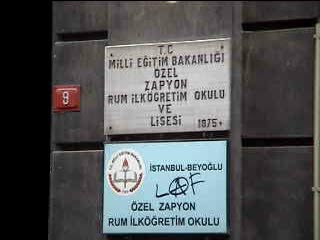 T.C
MİLLİ EĞİTİM BAKANLIĞI
ÖZEL
ZAPYON
RUM İLKÖĞRETİM OKULU
VE
LİSESİ 1875
9
İSTANBUL-BEYOĞLU
LAF
ÖZEL ZAPYON
RUM İLKÖĞRETİM OKULU